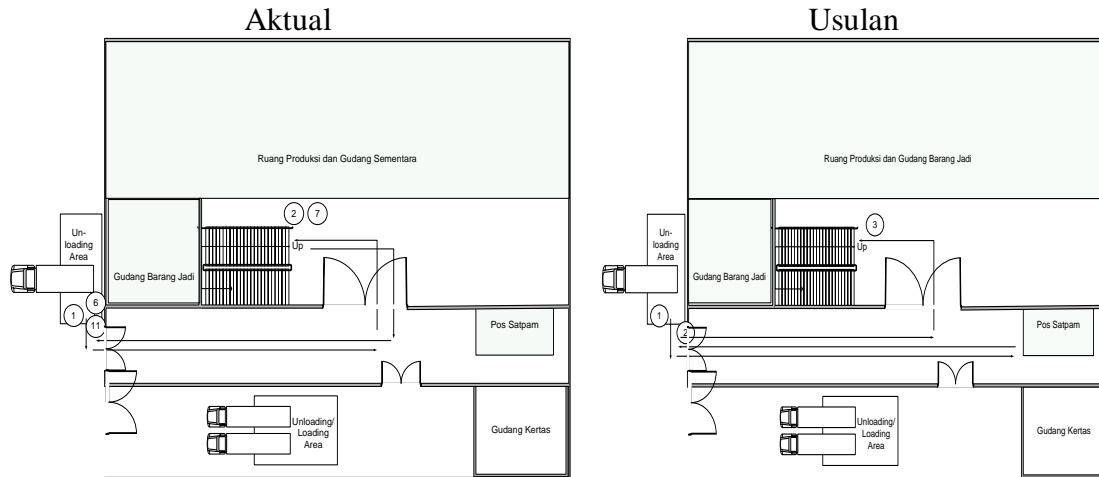 Aktual
Ruang Produksi dan Gudang Sementara
2 7
Un-
loading
Area
Up
Gudang Barang Jadi
6
1
11
Pos Satpam
Unloading/
Loading
Area
Gudang Kertas
Usulan
Ruang Produksi dan Gudang Barang Jadi
3
Un-
loading
Area
Up
Gudang Barang Jadi
1
2
Pos Satpam
Unloading/
Loading
Area
Gudang Kertas